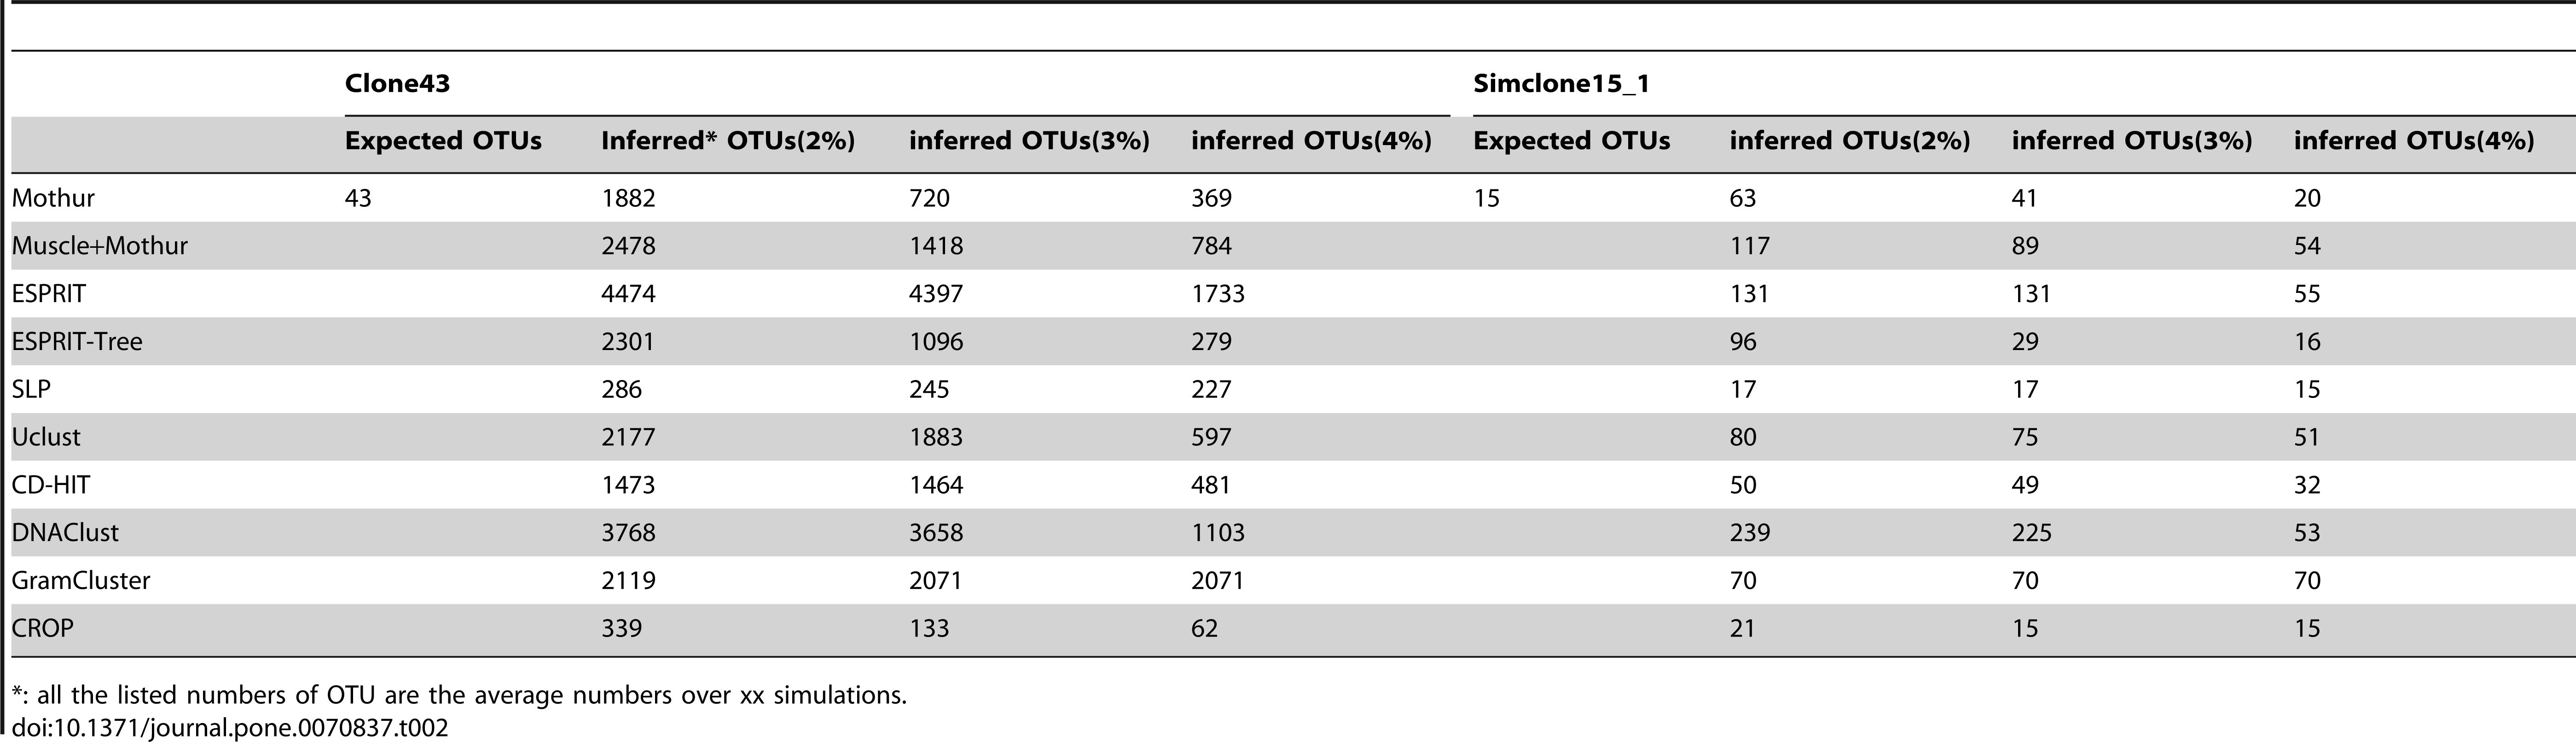 Clone43 Simclone15_1
Expected OTUs Inferred* OTUs(2%) inferred OTUs(3%) inferred OTUs(4%) Expected OTUs inferred OTUs(2%) inferred OTUs(3%) inferred OTUs(4%)
Mothur 43 1882 720 369 15 63 41 20
Muscle+Mothur 2478 1418 784 117 89 54
ESPRIT 4474 4397 1733 131 131 55
ESPRIT-Tree 2301 1096 279 96 29 16
SLP 286 245 227 17 17 15
Uclust 2177 1883 597 80 75 51
CD-HIT 1473 1464 481 50 49 32
DNAClust 3768 3658 1103 239 225 53
GramCluster 2119 2071 2071 70 70 70
CROP 339 133 62 21 15 15
*: all the listed numbers of OTU are the average numbers over xx simulations.
doi:10.1371/journal.pone.0070837.t002